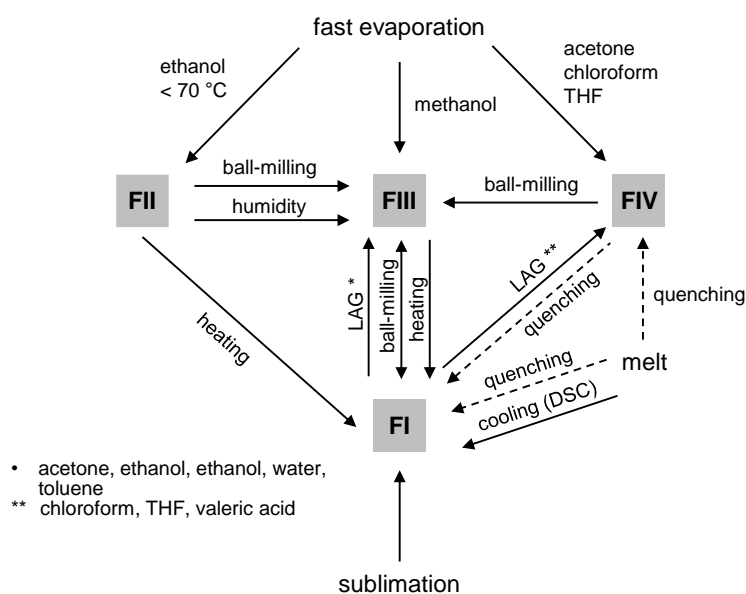 fast evaporation
ethanol
< 70 °C
methanol
acetone
chloroform
THF
FII
ball-milling
humidity
FIII
ball-milling
FIV
heating
LAG *
ball-milling
heating
LAG **
quenching
quenching
melt
quenching
cooling (DSC)
FI
• acetone, ethanol, ethanol, water,
toluene
** chloroform, THF, valeric acid
sublimation